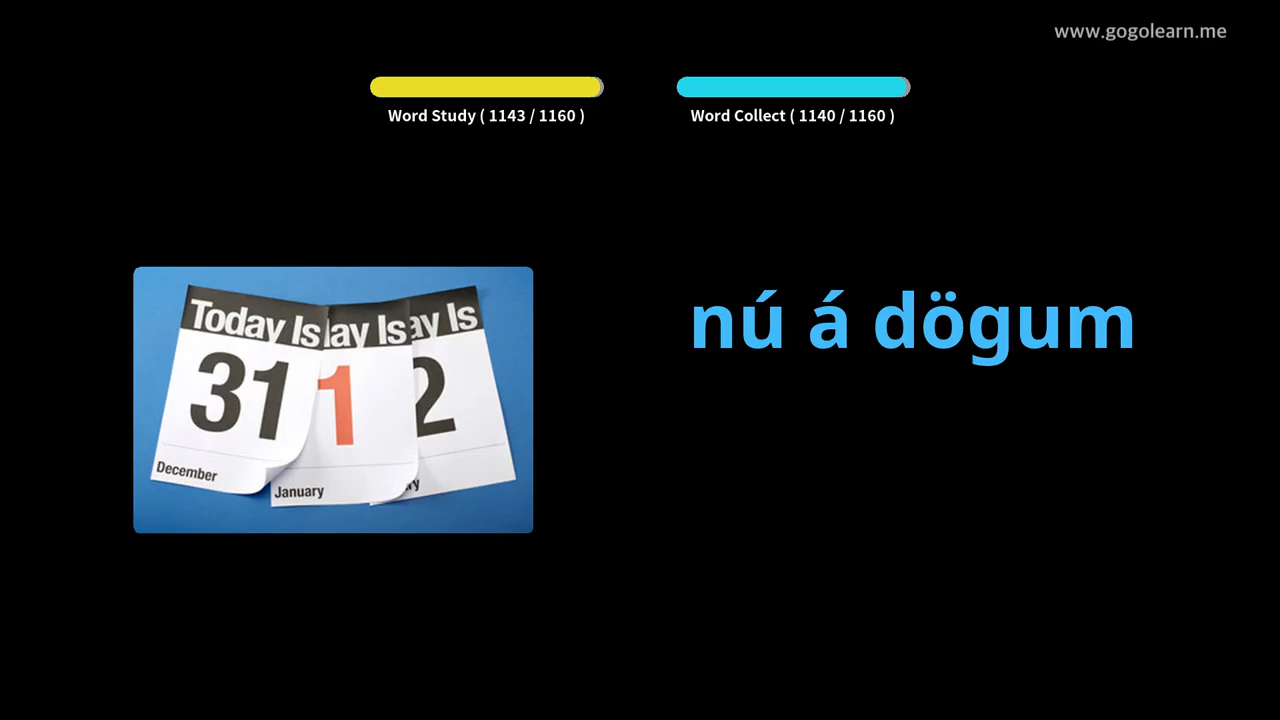 www.gogolearn.me
Word Study ( 1143 / 1160 )
Word Collect ( 1140 / 1160 )
nú á dögum
Today Is
31
December
ay Is
1
January
ay Is
2
ry